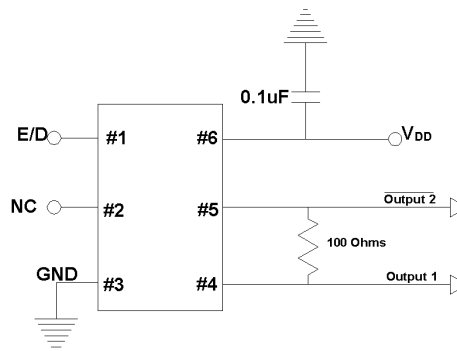 0.1uF
E/D #1 #6 VDD
NC #2 #5 Output 2
100 Ohms
GND #3 #4 Output 1